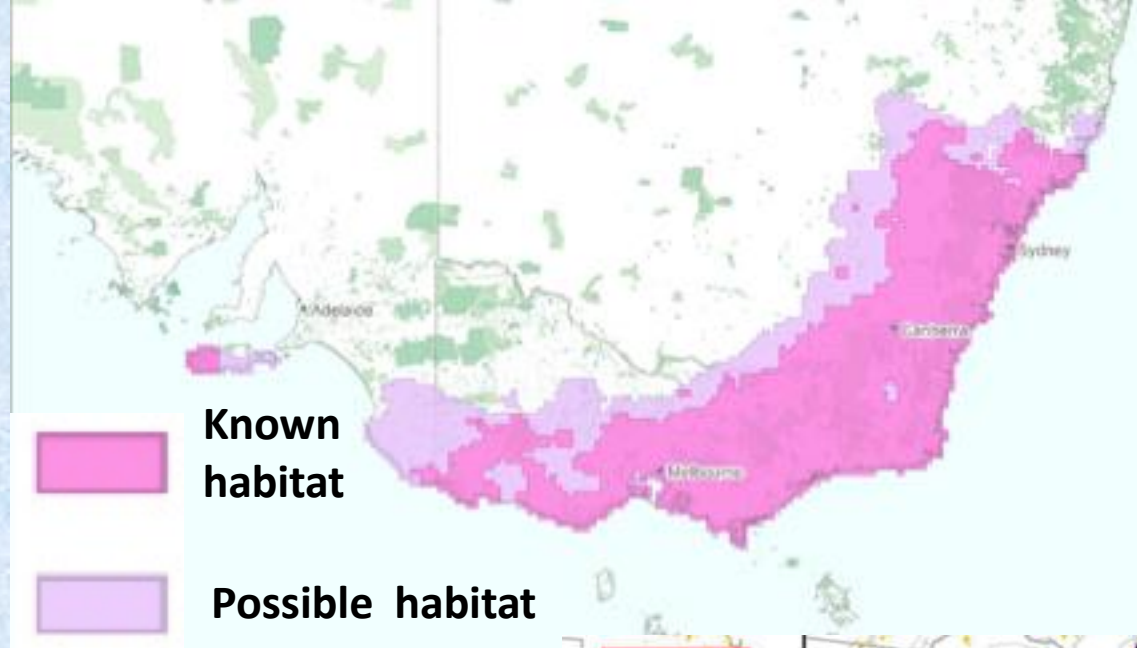 Sydney
Adelaide
Canberra
Known
habitat
Melbourne
Possible habitat